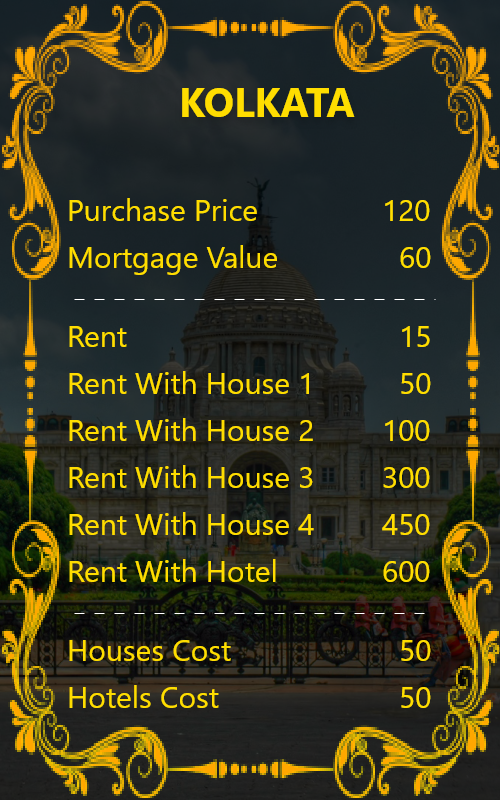 KOLKATA
Purchase Price 120
Mortgage Value 60
Rent 15
Rent With House 1 50
Rent With House 2 100
Rent With House 3 300
Rent With House 4 450
Rent With Hotel 600
Houses Cost 50
Hotels Cost 50